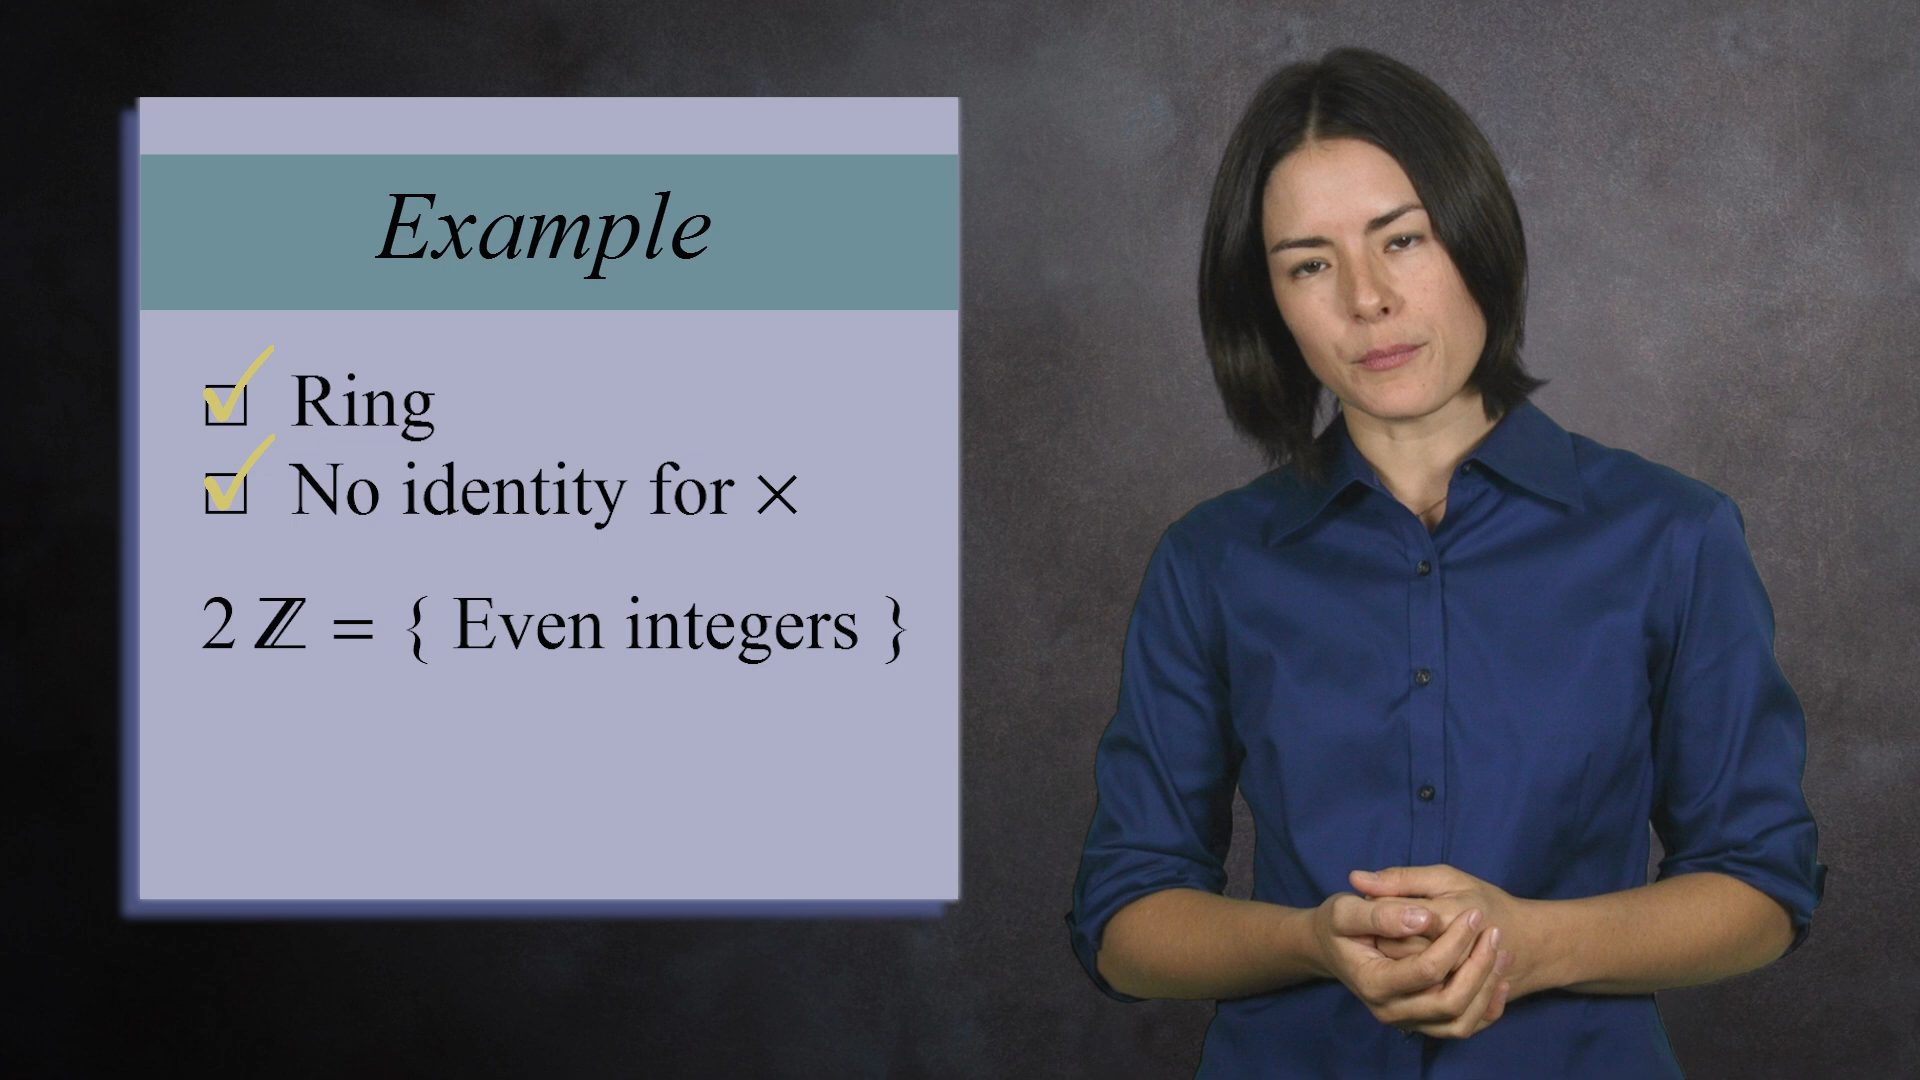 Example
☑ Ring
☑ No identity for ×
2 ℤ = { Even integers }